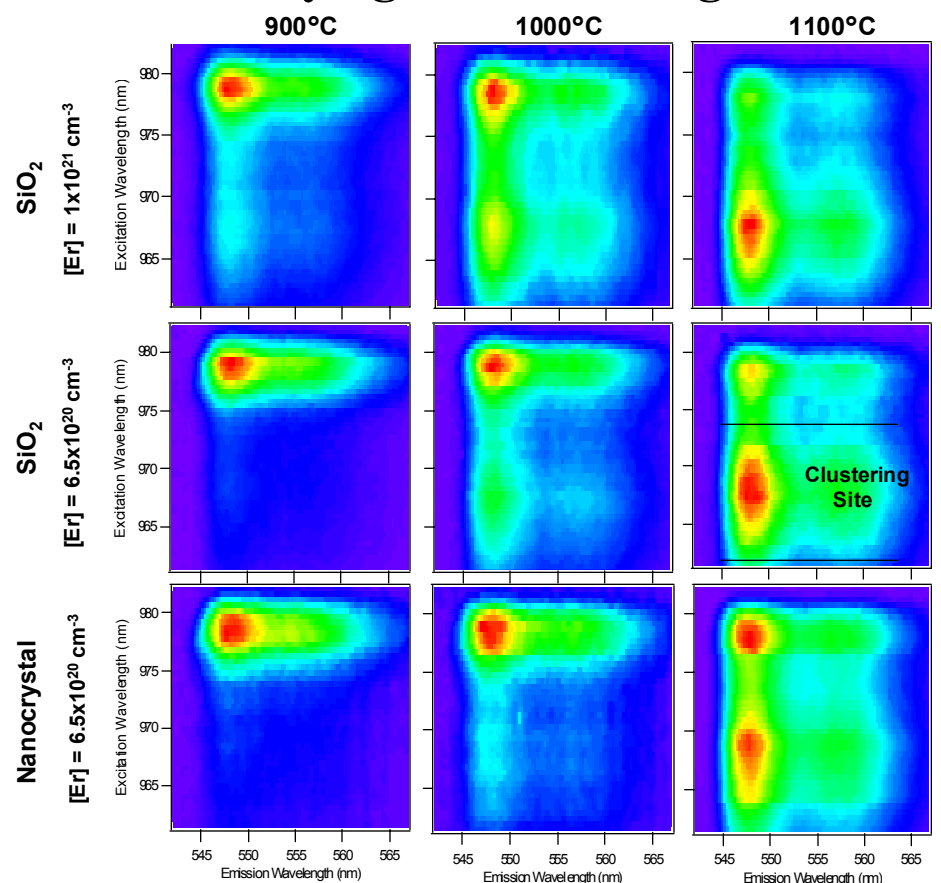 900°C 1000°C 1100°C
SiO2
[Er] = 1x10^21 cm-3
Excitation Wavelength (nm)
980
975
970
965
SiO2
[Er] = 6.5x10^20 cm-3
Excitation Wavelength (nm)
980
975
970
965
Clustering
Site
Nanocrystal
[Er] = 6.5x10^20 cm-3
Excitation Wavelength (nm)
980
975
970
965
545 550 555 560 565 545 550 555 560 565 545 550 555 560 565
Emission Wavelength (nm) Emission Wavelength (nm) Emission Wavelength (nm)